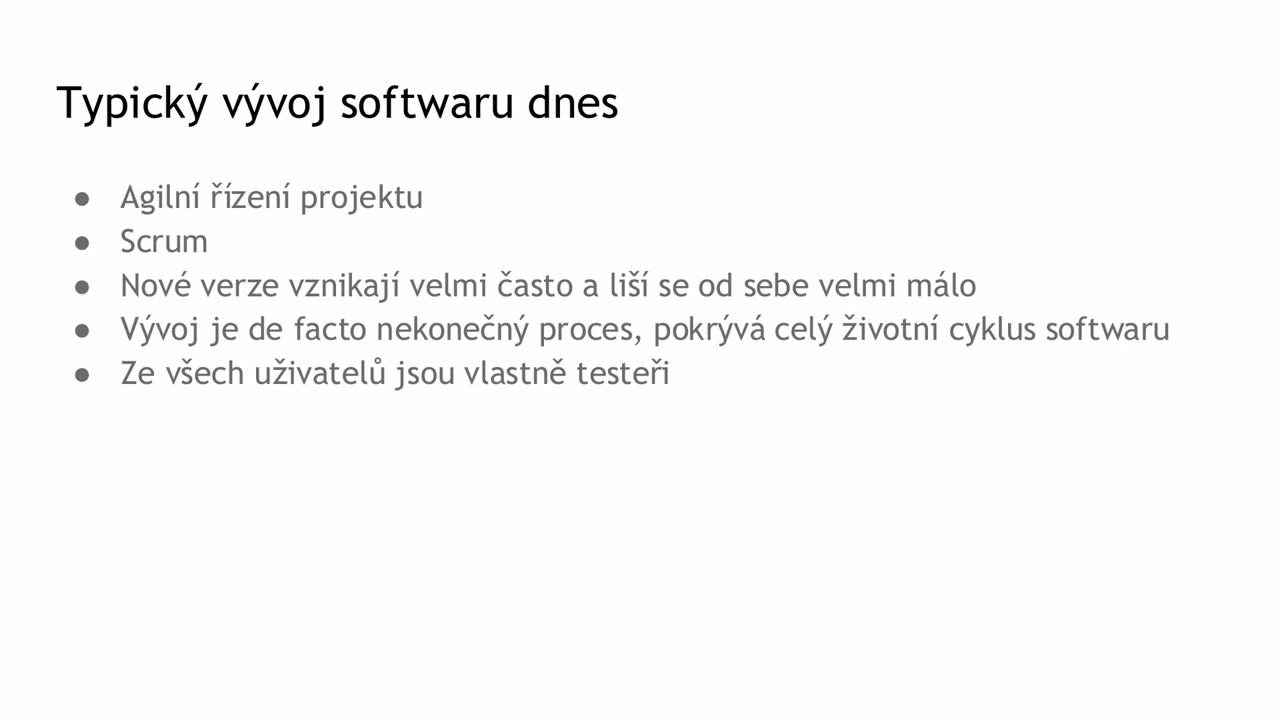 Typický vývoj softwaru dnes
● Agilní řízení projektu
● Scrum
● Nové verze vznikají velmi často a liší se od sebe velmi málo
● Vývoj je de facto nekonečný proces, pokrývá celý životní cyklus softwaru
● Ze všech uživatelů jsou vlastně testeři